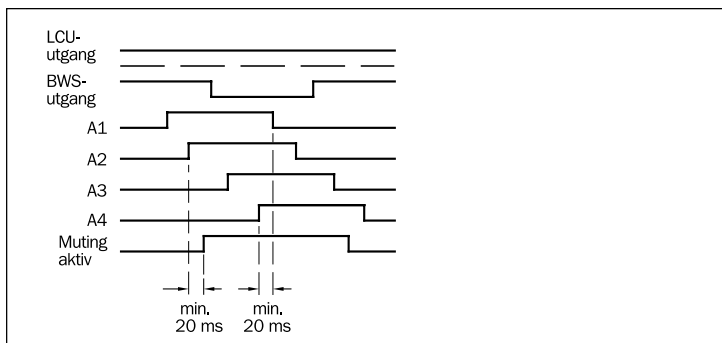 LCU-
utgang
BWS-
utgang
A1
A2
A3
A4
Muting
aktiv
min.
20 ms
min.
20 ms